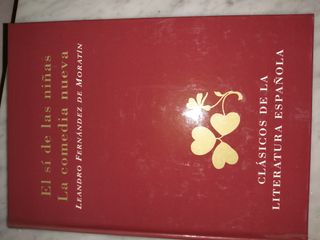 El sí de las niñas
La comedia nueva
Leandro Fernández de Moratín
CLÁSICOS DE LA
LITERATURA ESPAÑOLA